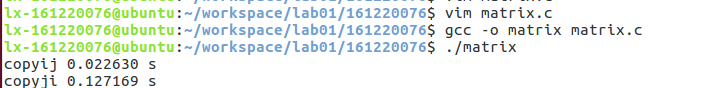 lx-161220076@ubuntu:~/workspace/lab01/161220076$ vim matrix.c
lx-161220076@ubuntu:~/workspace/lab01/161220076$ gcc -o matrix matrix.c
lx-161220076@ubuntu:~/workspace/lab01/161220076$ ./matrix
copyij 0.022630 s
copyji 0.127169 s